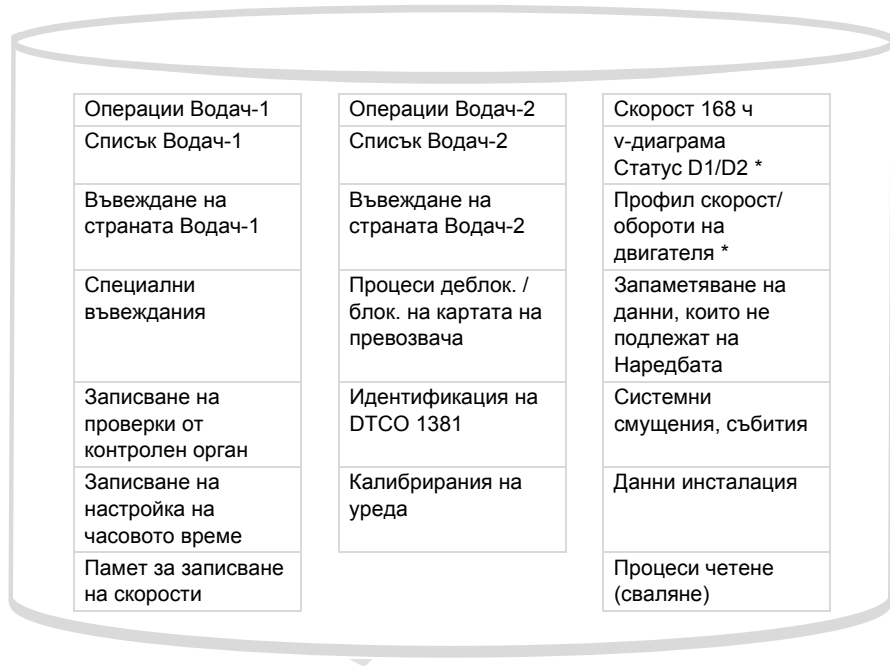 Операции Водач-1
Списък Водач-1
Въвеждане на
страната Водач-1
Специални
въвеждания
Записване на
проверки от
контролен орган
Записване на
настройка на
часовото време
Памет за записване
на скорости
Операции Водач-2
Списък Водач-2
Въвеждане на
страната Водач-2
Процеси деблок. /
блок. на картата на
превозвача
Идентификация на
DTCO 1381
Калибрирания на
уреда
Скорост 168 ч
v-диаграма
Статус D1/D2 *
Профил скорост/
обороти на
двигателя *
Запаметяване на
данни, които не
подлежат на
Наредбата
Системни
смущения, събития
Данни инсталация
Процеси четене
(сваляне)